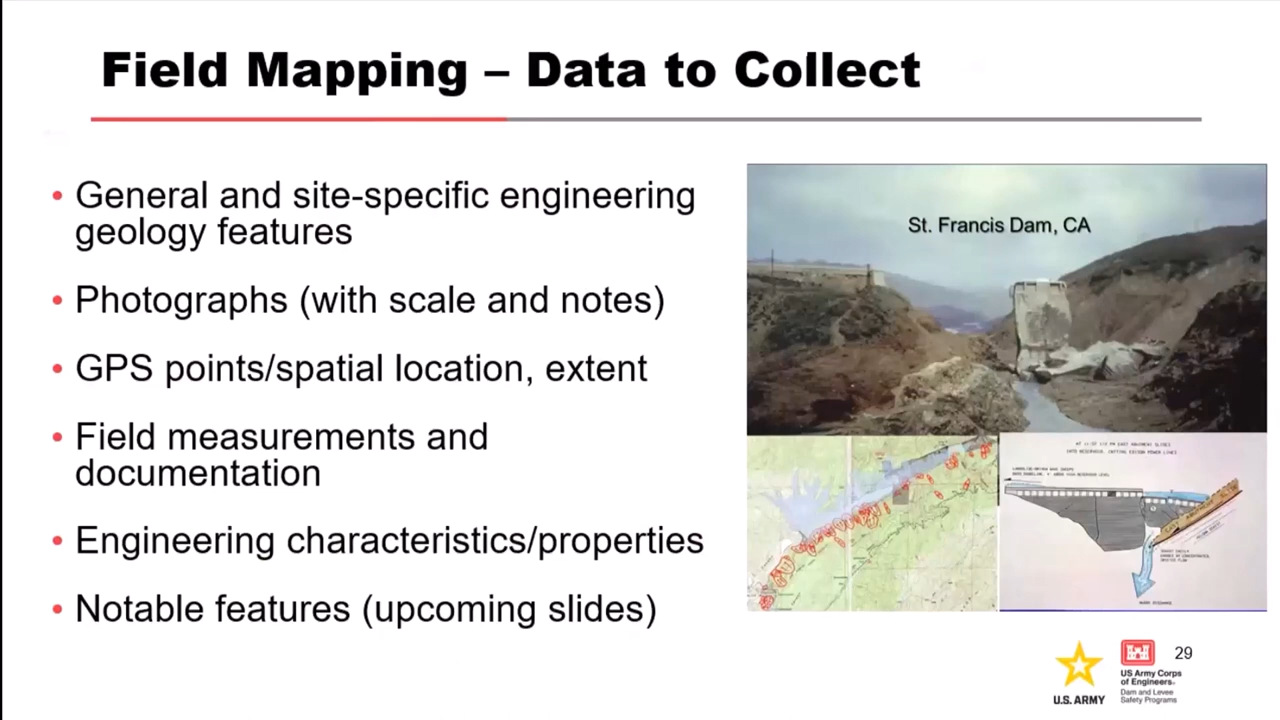 Field Mapping – Data to Collect
• General and site-specific engineering
geology features
• Photographs (with scale and notes)
• GPS points/spatial location, extent
• Field measurements and
documentation
• Engineering characteristics/properties
• Notable features (upcoming slides)
St. Francis Dam, CA
29
U.S. ARMY
US Army Corps
of Engineers®
Dam and Levee
Safety Programs